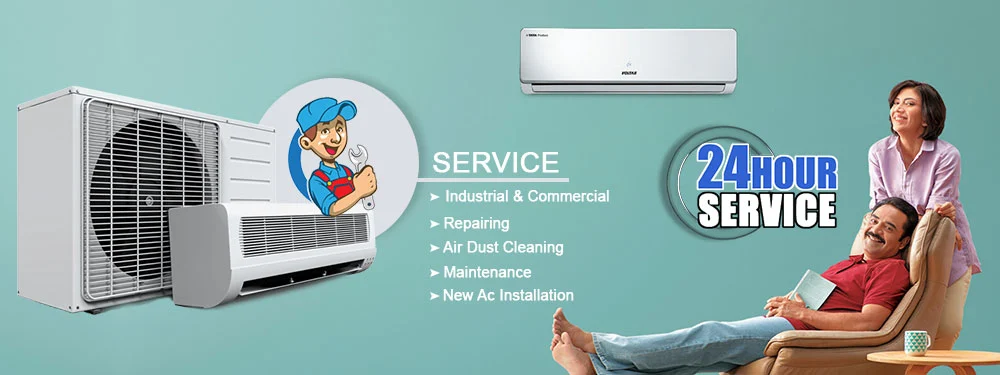 VOLTAS
SERVICE
Industrial & Commercial
Repairing
Air Dust Cleaning
Maintenance
New Ac Installation
24HOUR
SERVICE